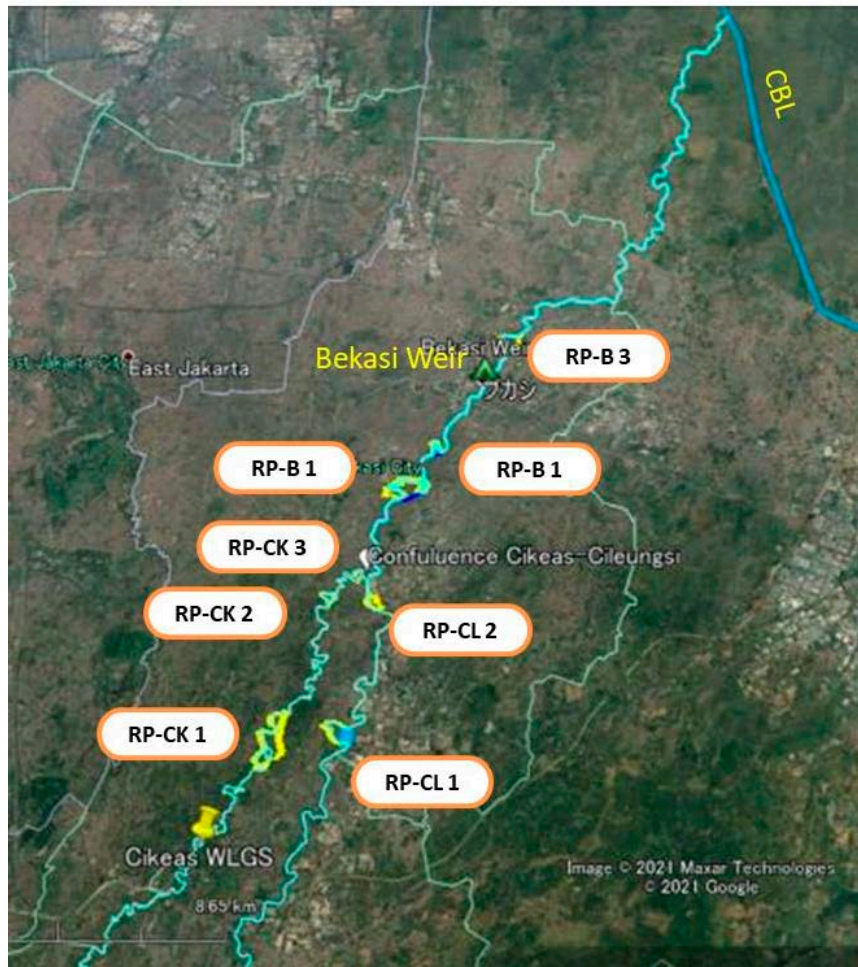 CBL
Bekasi Weir
Bekasi Wei
RP-B 3
East Jakarta
ブカシ
RP-B 1
RP-B 1
RP-CK 3
Confuluence Cikeas-Cileungsi
RP-CK 2
RP-CL 2
RP-CK 1
RP-CL 1
Cikeas WLGS
8.65 km
Image © 2021 Maxar Technologies
© 2021 Google